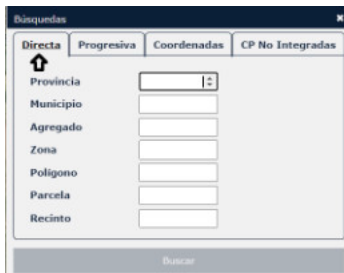 Búsquedas
Directa Progresiva Coordenadas CP No Integradas
Provincia
Municipio
Agregado
Zona
Polígono
Parcela
Recinto
Buscar